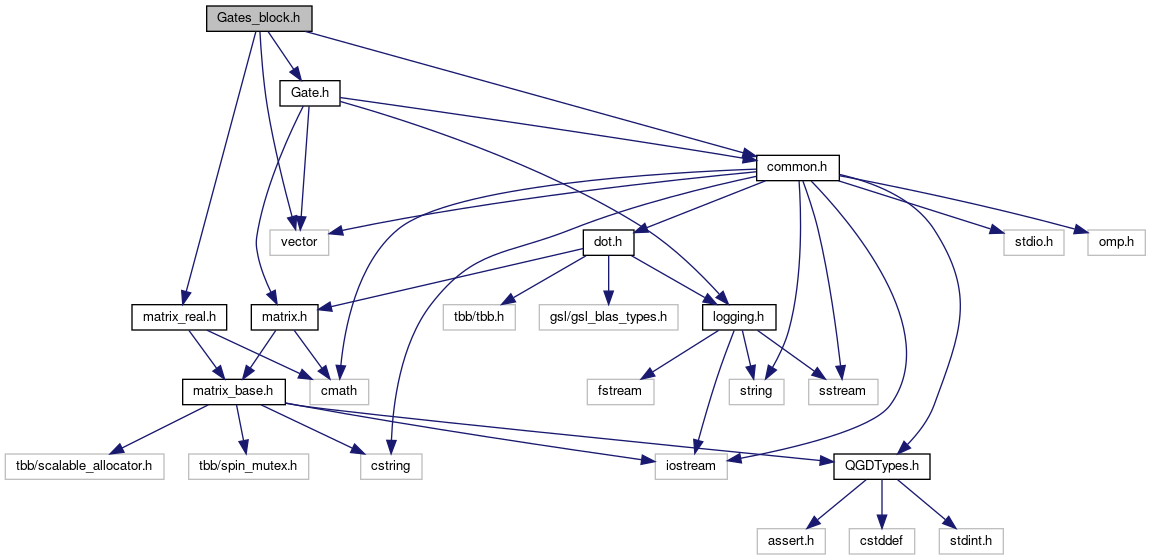 Gates_block.h
Gate.h
common.h
vector
dot.h
stdio.h
omp.h
matrix_real.h
matrix.h
tbb/tbb.h
gsl/gsl_blas_types.h
logging.h
matrix_base.h
cmath
fstream
string
sstream
tbb/scalable_allocator.h
tbb/spin_mutex.h
cstring
iostream
QGDTypes.h
assert.h
cstddef
stdint.h